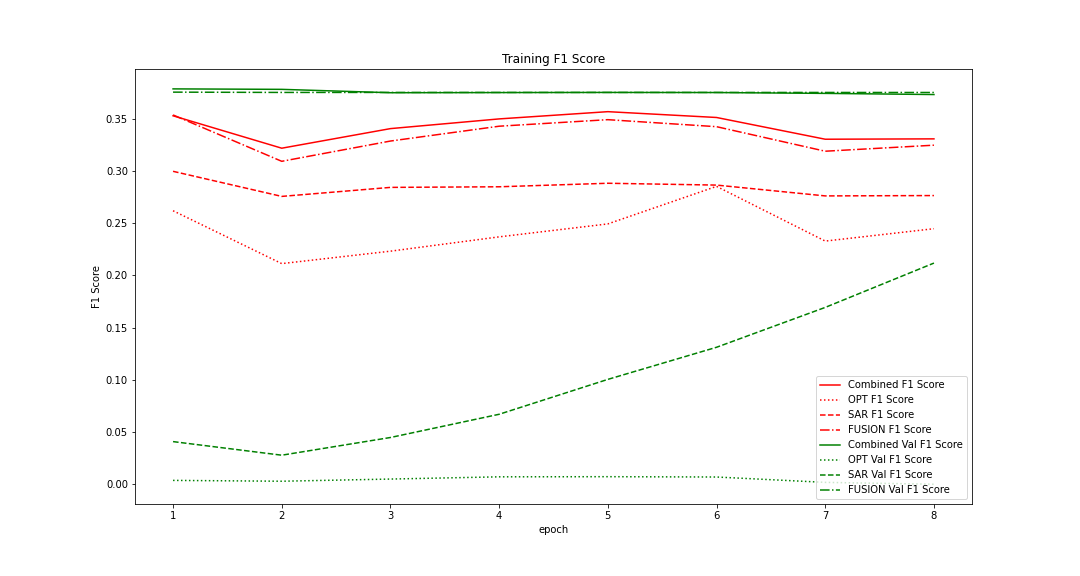 Training F1 Score
F1 Score
0.35
0.30
0.25
0.20
0.15
0.10
0.05
0.00
1 2 3 4 5 6 7 8
epoch
Combined F1 Score
OPT F1 Score
SAR F1 Score
FUSION F1 Score
Combined Val F1 Score
OPT Val F1 Score
SAR Val F1 Score
FUSION Val F1 Score